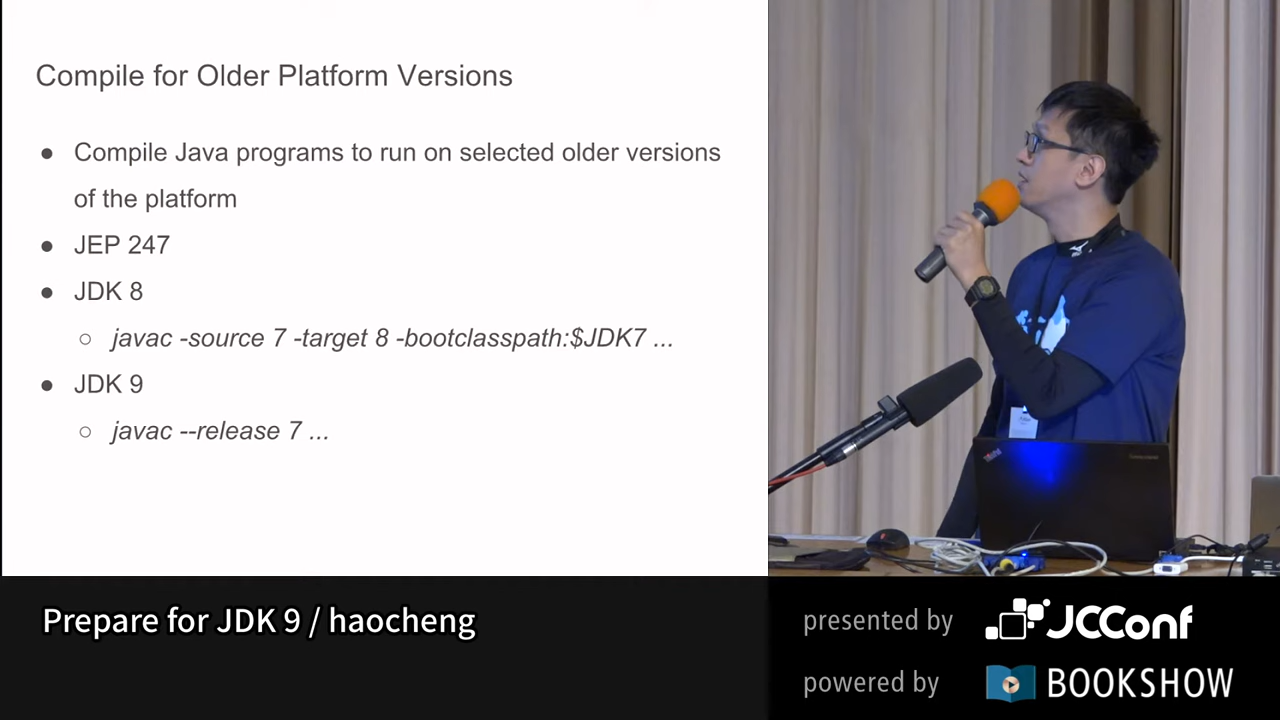 Compile for Older Platform Versions
● Compile Java programs to run on selected older versions
of the platform
● JEP 247
● JDK 8
○ javac -source 7 -target 8 -bootclasspath:$JDK7 ...
● JDK 9
○ javac --release 7 ...
Prepare for JDK 9 / haocheng
presented by JCConf
powered by BOOKSHOW